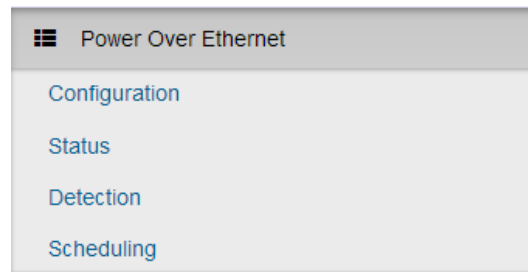 Power Over Ethernet
Configuration
Status
Detection
Scheduling